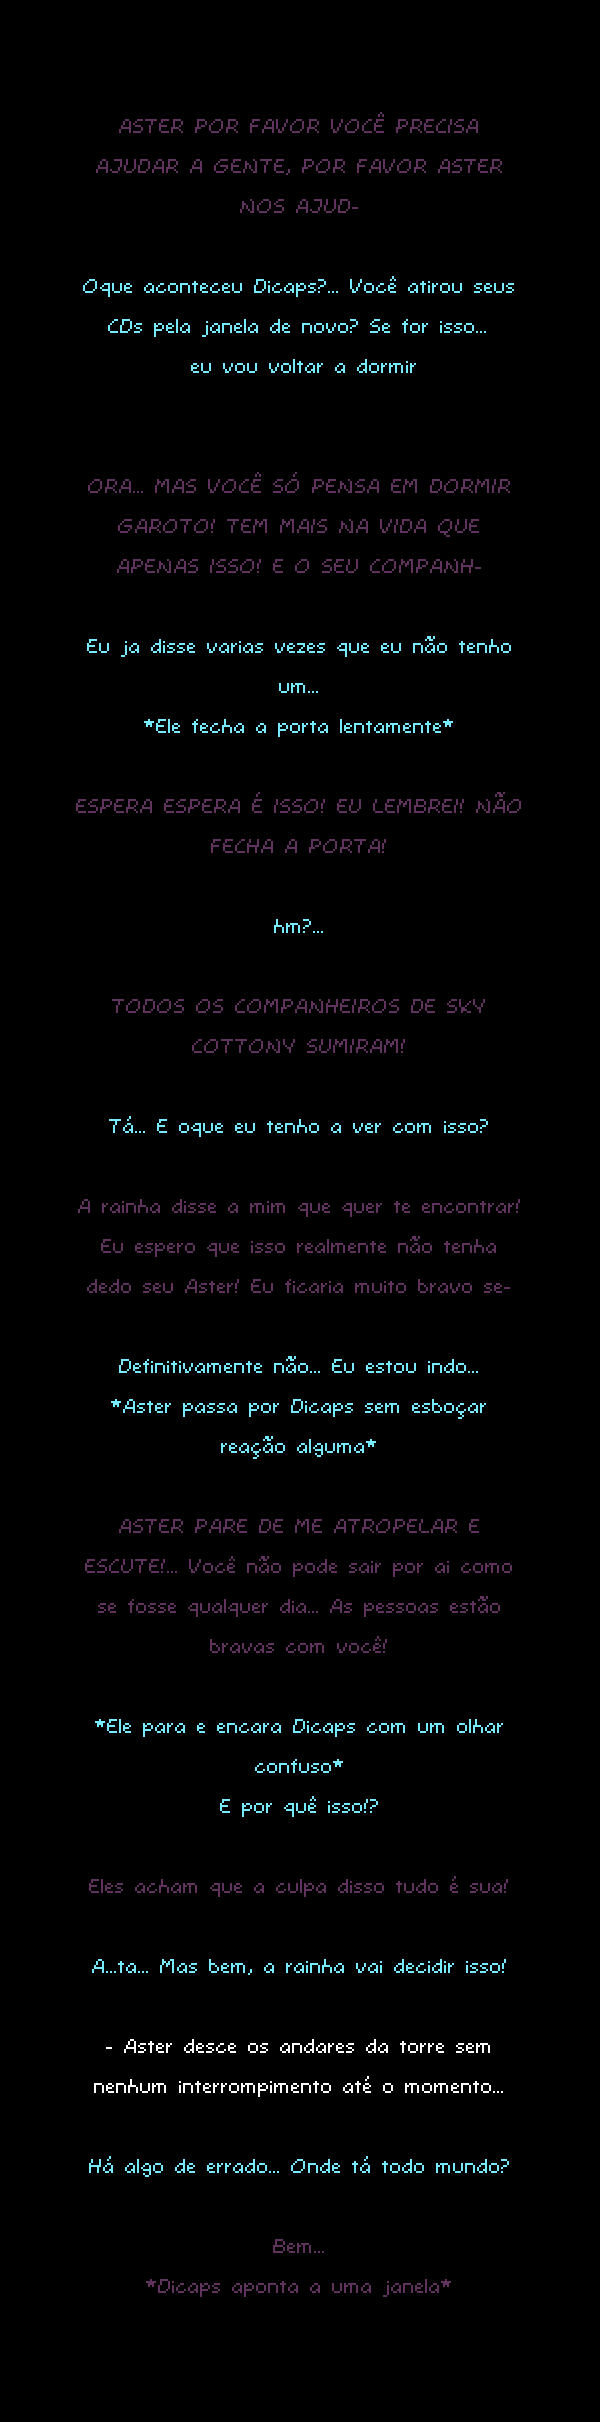 ASTER POR FAVOR VOCÊ PRECISA
AJUDAR A GENTE, POR FAVOR ASTER
NOS AJUD-
Oque aconteceu Dicaps?... Você atirou seus
CDs pela janela de novo? Se for isso...
eu vou voltar a dormir
ORA... MAS VOCÊ SÓ PENSA EM DORMIR
GAROTO! TEM MAIS NA VIDA QUE
APENAS ISSO! E O SEU COMPANH-
Eu ja disse varias vezes que eu não tenho
um...
*Ele fecha a porta lentamente*
ESPERA ESPERA É ISSO! EU LEMBREI! NÃO
FECHA A PORTA!
hm?...
TODOS OS COMPANHEIROS DE SKY
COTTONY SUMIRAM!
Tá... E oque eu tenho a ver com isso?
A rainha disse a mim que quer te encontrar!
Eu espero que isso realmente não tenha
dedo seu Aster! Eu ficaria muito bravo se-
Definitivamente não... Eu estou indo...
*Aster passa por Dicaps sem esboçar
reação alguma*
ASTER PARE DE ME ATROPELAR E
ESCUTE!... Você não pode sair por ai como
se fosse qualquer dia... As pessoas estão
bravas com você!
*Ele para e encara Dicaps com um olhar
confuso*
E por quê isso!?
Eles acham que a culpa disso tudo é sua!
A...ta... Mas bem, a rainha vai decidir isso!
- Aster desce os andares da torre sem
nenhum interrompimento até o momento...
Há algo de errado... Onde tá todo mundo?
Bem...
*Dicaps aponta a uma janela*